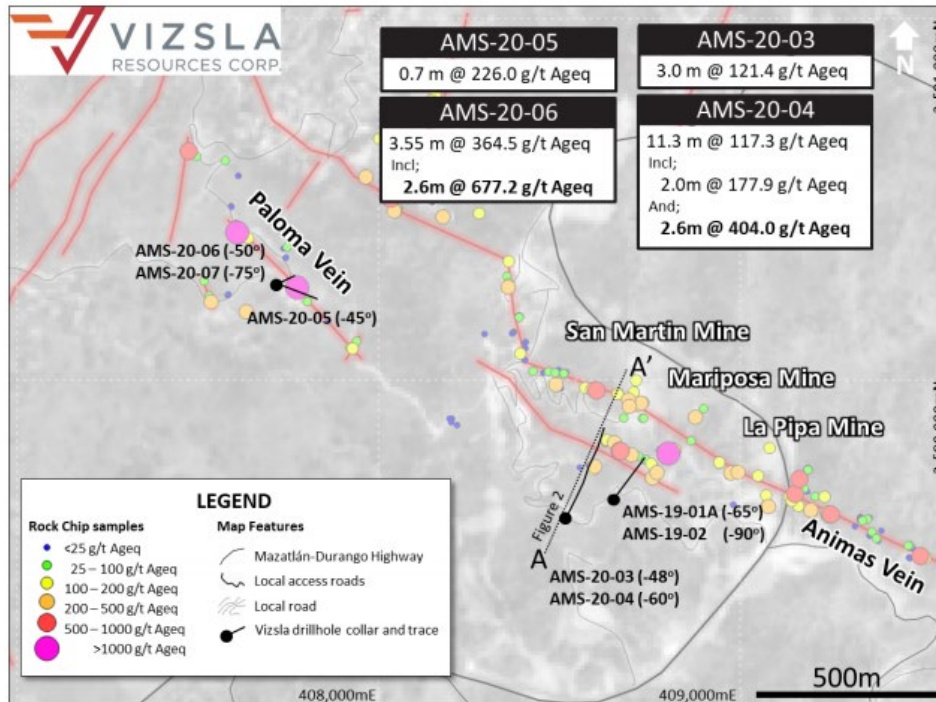 VIZSLA
RESOURCES CORP.
AMS-20-05
0.7 m @ 226.0 g/t Ageq
AMS-20-03
3.0 m @ 121.4 g/t Ageq
N
AMS-20-06
3.55 m @ 364.5 g/t Ageq
Incl;
2.6m @ 677.2 g/t Ageq
AMS-20-04
11.3 m @ 117.3 g/t Ageq
Incl;
2.0m @ 177.9 g/t Ageq
And;
2.6m @ 404.0 g/t Ageq
Paloma Vein
AMS-20-06 (-50°)
AMS-20-07 (-75°)
AMS-20-05 (-45°)
San Martin Mine
A'
Mariposa Mine
La Pipa Mine
Figure 2
A
AMS-19-01A (-65°)
AMS-19-02 (-90°)
Animas Vein
AMS-20-03 (-48°)
AMS-20-04 (-60°)
LEGEND
Rock Chip samples
<25 g/t Ageq
25 – 100 g/t Ageq
100 – 200 g/t Ageq
200 – 500 g/t Ageq
500 – 1000 g/t Ageq
>1000 g/t Ageq
Map Features
Mazatlán-Durango Highway
Local access roads
Local road
Vizsla drillhole collar and trace
408,000mE
409,000mE
500m